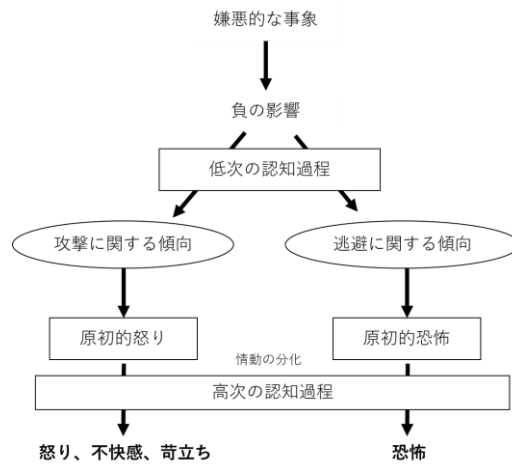 嫌悪的な事象
負の影響
低次の認知過程
攻撃に関する傾向
逃避に関する傾向
原初的怒り
原初的恐怖
情動の分化
高次の認知過程
怒り、不快感、苛立ち
恐怖